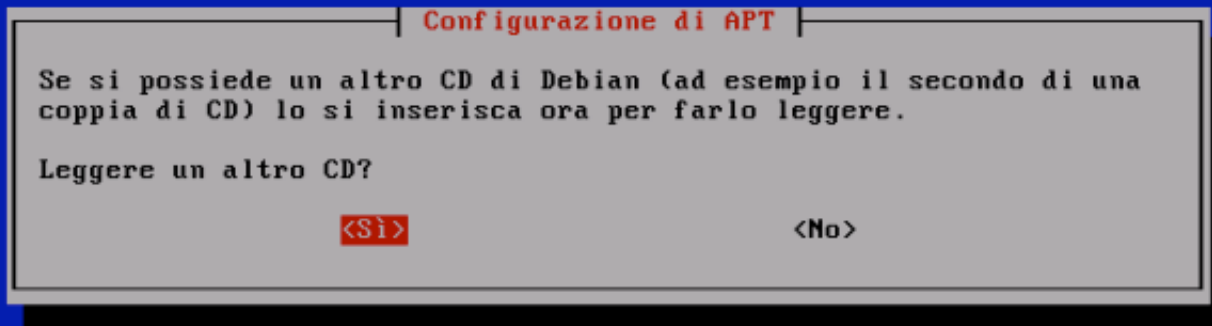 Configurazione di APT
Se si possiede un altro CD di Debian (ad esempio il secondo di una
coppia di CD) lo si inserisca ora per farlo leggere.
Leggere un altro CD?
<Sì> <No>